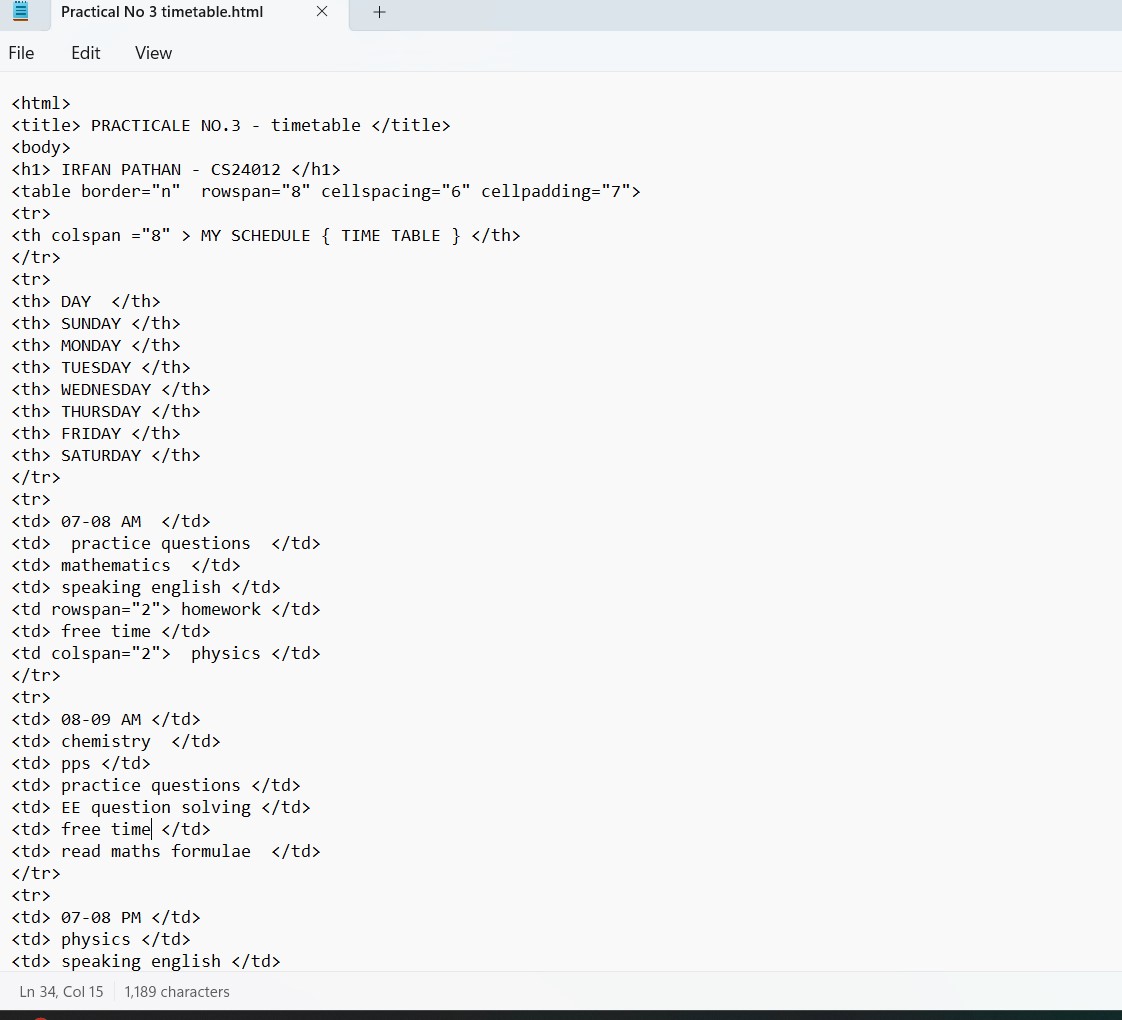 Practical No 3 timetable.html
File Edit View
<html>
<title> PRACTICALE NO.3 - timetable </title>
<body>
<h1> IRFAN PATHAN - CS24012 </h1>
<table border="n"  rowspan="8" cellspacing="6" cellpadding="7">
<tr>
<th colspan ="8" > MY SCHEDULE { TIME TABLE } </th>
</tr>
<tr>
<th> DAY  </th>
<th> SUNDAY </th>
<th> MONDAY </th>
<th> TUESDAY </th>
<th> WEDNESDAY </th>
<th> THURSDAY </th>
<th> FRIDAY </th>
<th> SATURDAY </th>
</tr>
<tr>
<td> 07-08 AM  </td>
<td>  practice questions  </td>
<td> mathematics  </td>
<td> speaking english </td>
<td rowspan="2"> homework </td>
<td> free time </td>
<td colspan="2">  physics </td>
</tr>
<tr>
<td> 08-09 AM </td>
<td> chemistry  </td>
<td> pps </td>
<td> practice questions </td>
<td> EE question solving </td>
<td> free time </td>
<td> read maths formulae  </td>
</tr>
<tr>
<td> 07-08 PM </td>
<td> physics </td>
<td> speaking english </td>
Ln 34, Col 15 1,189 characters